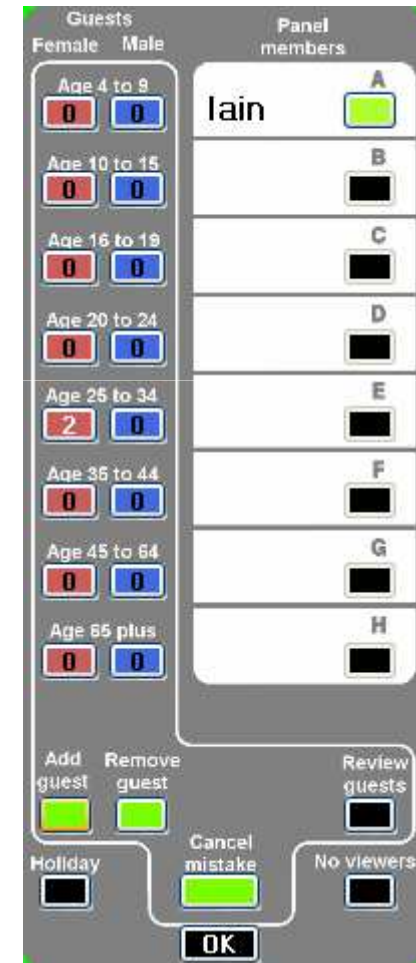 Guests
Female Male
Panel
members
Age 4 to 9
0 0
Iain
A
Age 10 to 15
0 0
B
Age 16 to 19
0 0
C
Age 20 to 24
0 0
D
Age 25 to 34
2 0
E
Age 35 to 44
0 0
F
Age 45 to 64
0 0
G
Age 65 plus
0 0
H
Add
guest
Remove
guest
Review
guests
Holiday
Cancel
mistake
No viewers
OK